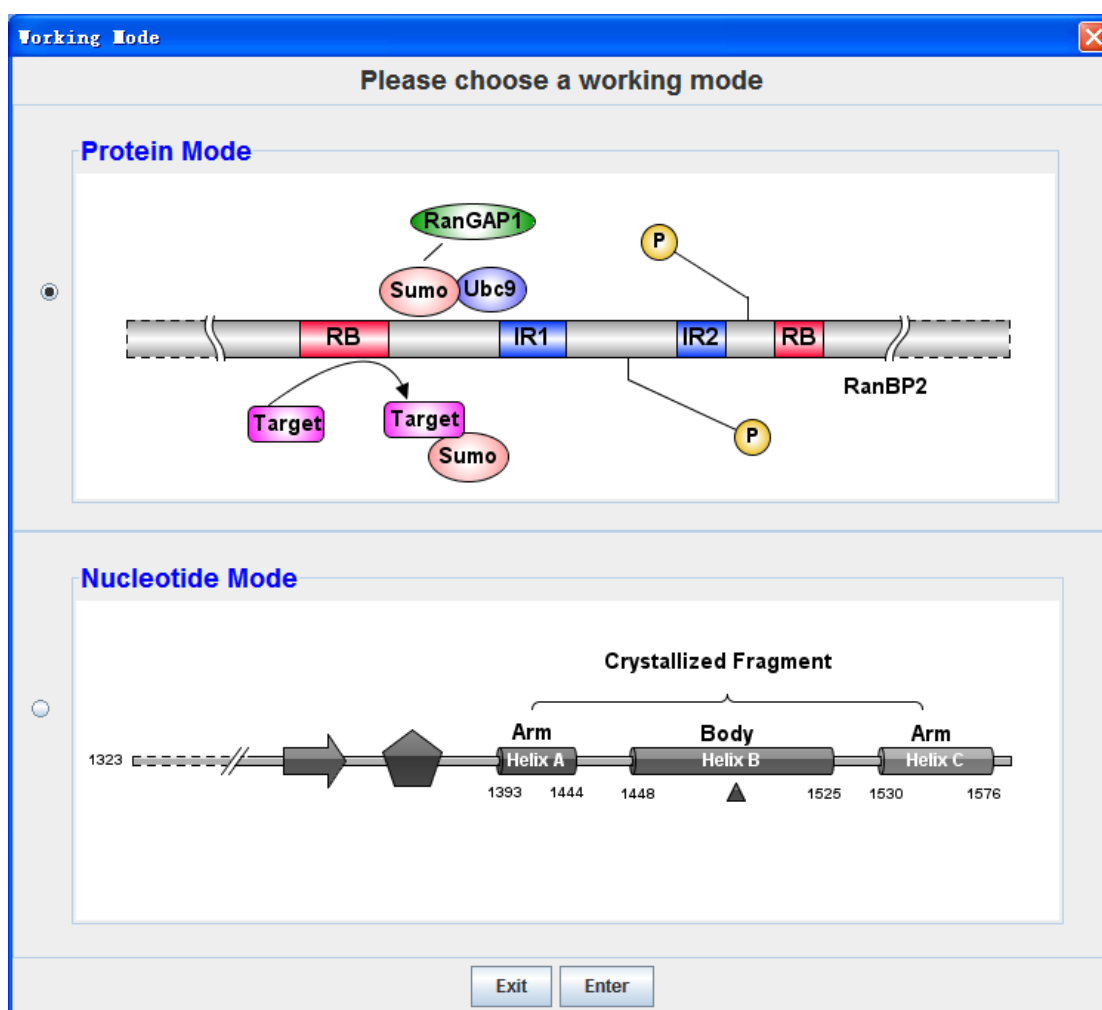 Working Mode
Please choose a working mode
Protein Mode
RanGAP1
P
Sumo Ubc9
RB IR1 IR2 RB
RanBP2
Target Target
P
Sumo
Nucleotide Mode
Crystallized Fragment
Arm Body Arm
1323 Helix A Helix B Helix C
1393 1444 1448 1525 1530 1576
Exit Enter